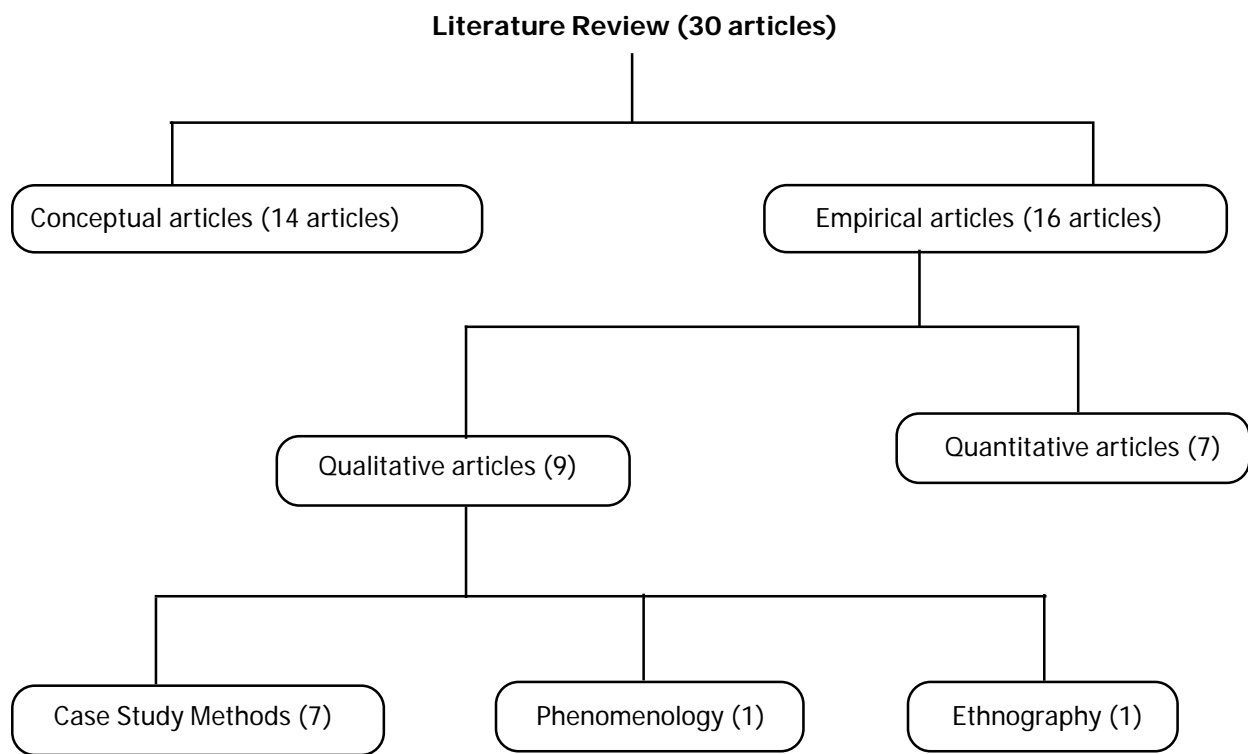 Literature Review (30 articles)
Conceptual articles (14 articles)
Empirical articles (16 articles)
Qualitative articles (9)
Quantitative articles (7)
Case Study Methods (7)
Phenomenology (1)
Ethnography (1)